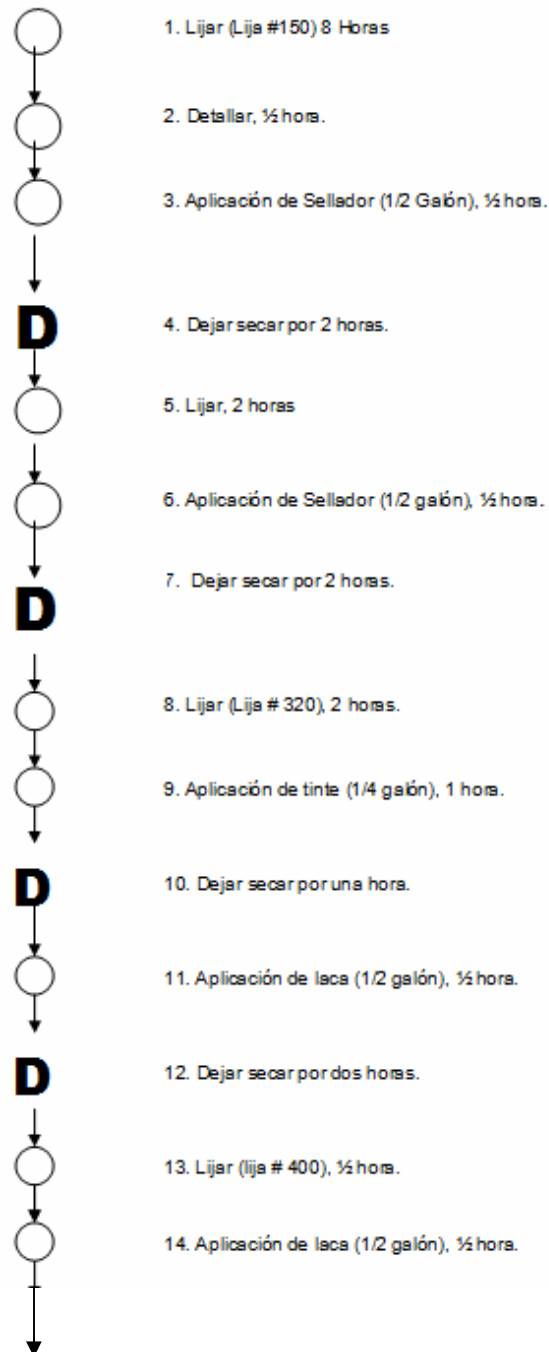 1. Lijar (Lija #150) 8 Horas
2. Detallar, ½ hora.
3. Aplicación de Sellador (1/2 Galón), ½ hora.
D
4. Dejar secar por 2 horas.
5. Lijar, 2 horas
6. Aplicación de Sellador (1/2 galón), ½ hora.
7. Dejar secar por 2 horas.
D
8. Lijar (Lija # 320), 2 horas.
9. Aplicación de tinte (1/4 galón), 1 hora.
D
10. Dejar secar por una hora.
11. Aplicación de laca (1/2 galón), ½ hora.
D
12. Dejar secar por dos horas.
13. Lijar (lija # 400), ½ hora.
14. Aplicación de laca (1/2 galón), ½ hora.